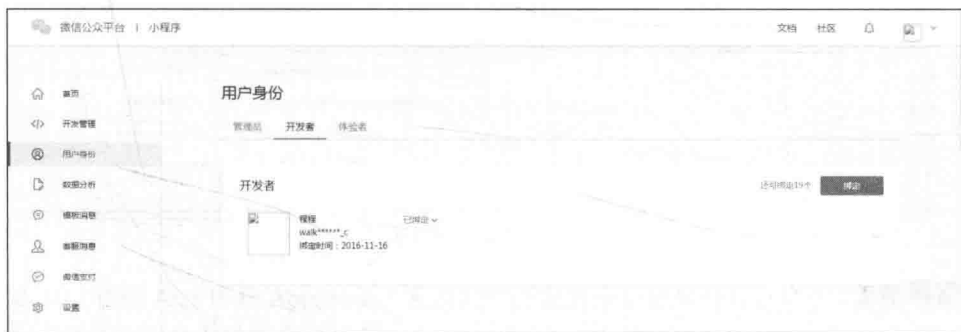 微信公众平台 | 小程序
文档 社区
首页
开发管理
用户身份
数据分析
模板消息
客服消息
微信支付
设置
用户身份
管理员 开发者 体验者
开发者
还可绑定19个 绑定
程程 已绑定
walk******_c
绑定时间:2016-11-16